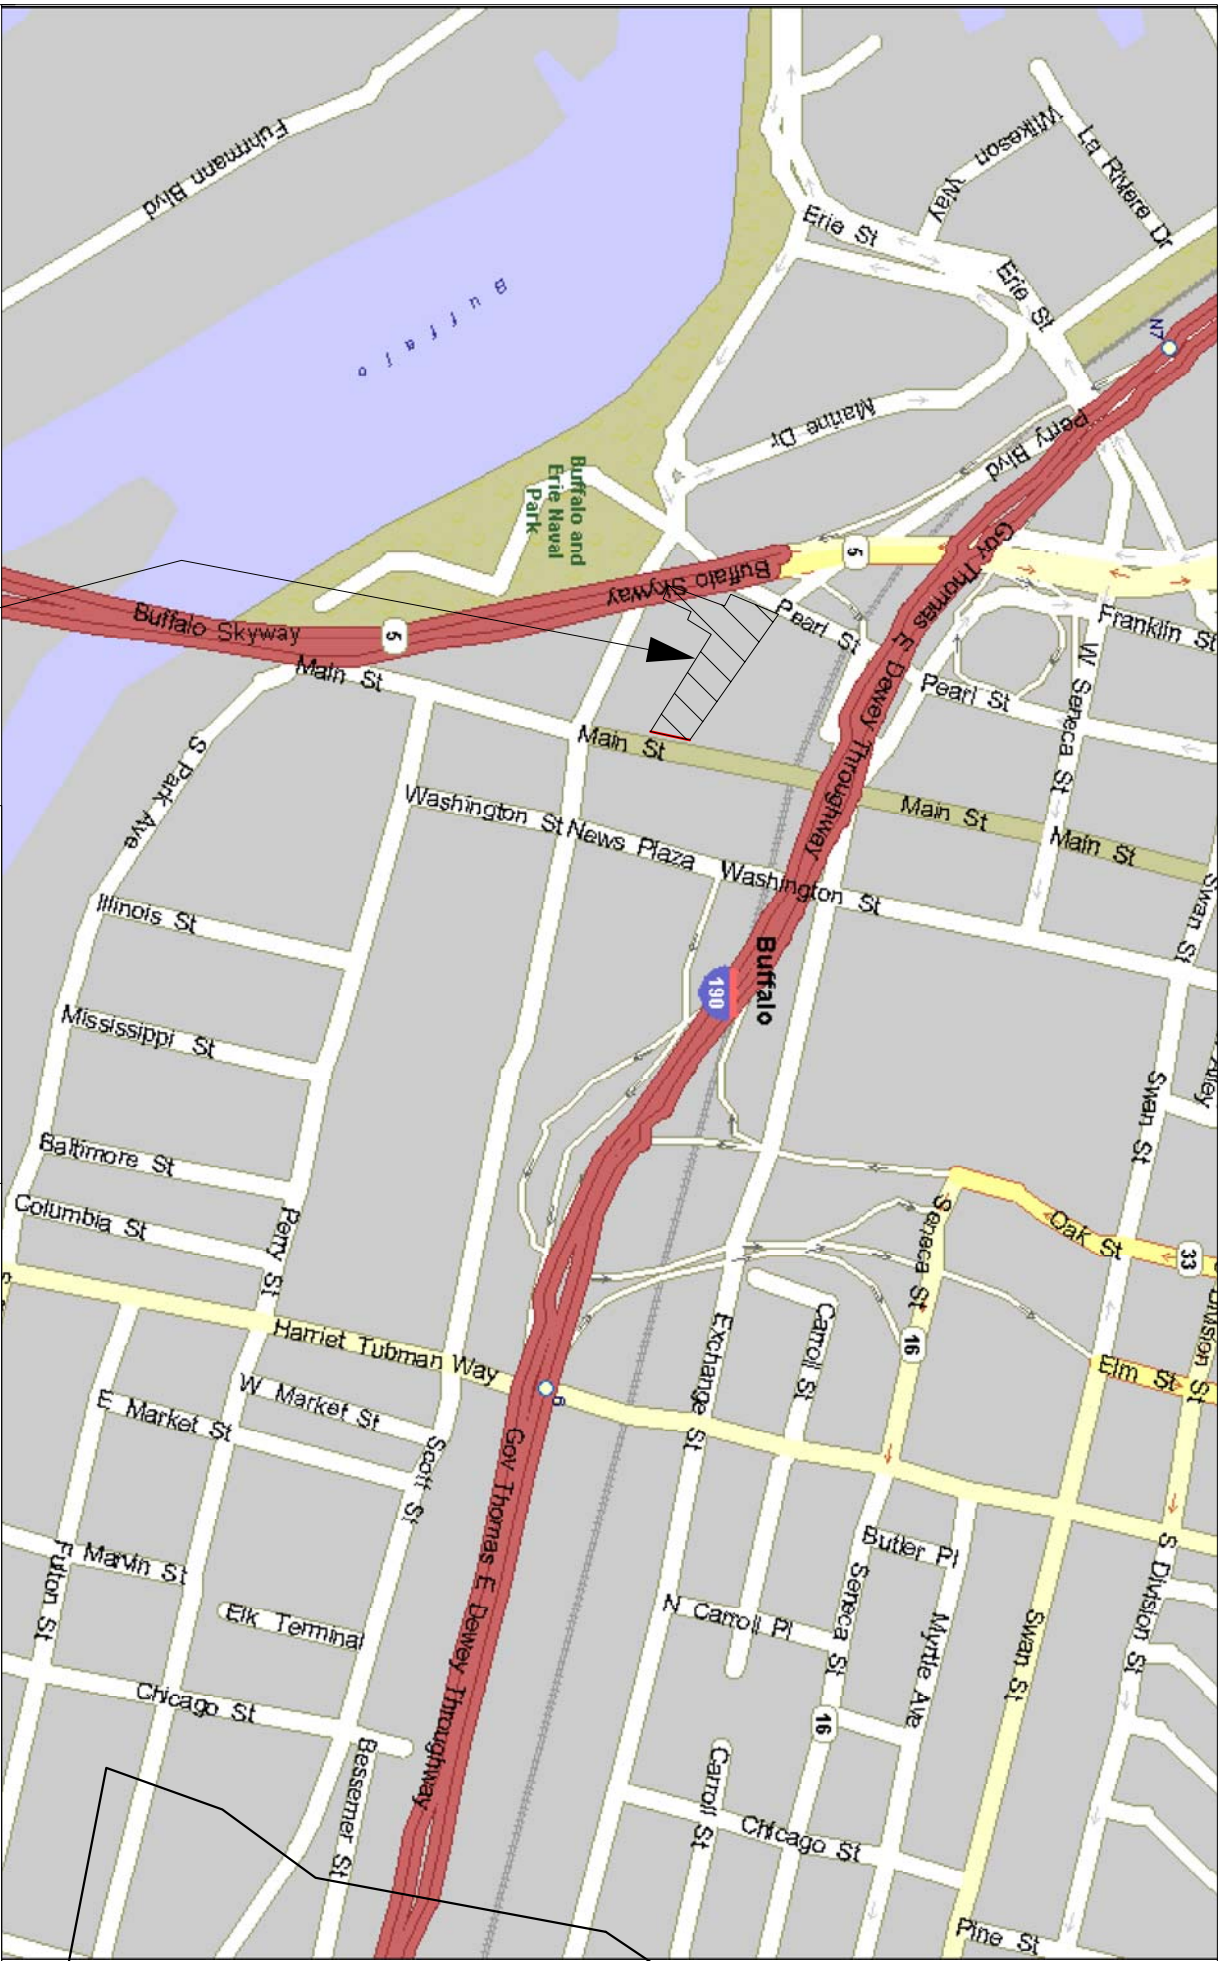 Fuhrmann Blvd
Buffalo
La Riviere Dr
Wilkeson Way
Erie St
Erie St
N7
Marine Dr
Perry Blvd
Buffalo and
Erie Naval
Park
Buffalo Skyway
5
Buffalo Skyway
5
Gov Thomas E Dewey Throughway
Pearl St
Franklin St
W Seneca St
Pearl St
Main St
Main St
Main St
Main St
S Park Ave
Washington St
News Plaza
Washington St
Swan St
Illinois St
Buffalo
190
Mississippi St
Swan St
Baltimore St
Columbia St
Perry St
Seneca St
Oak St
33
Division St
Carroll St
16
Exchange St
Elm St
Harriet Tubman Way
6
W Market St
E Market St
Scott St
Gov Thomas E Dewey Throughway
Marvin St
Fulton St
Elk Terminal
Butler Pl
Seneca St
N Carroll Pl
Myrtle Ave
Swan St
S Division St
Chicago St
16
Bessemer St
Carroll St
Chicago St
Pine St